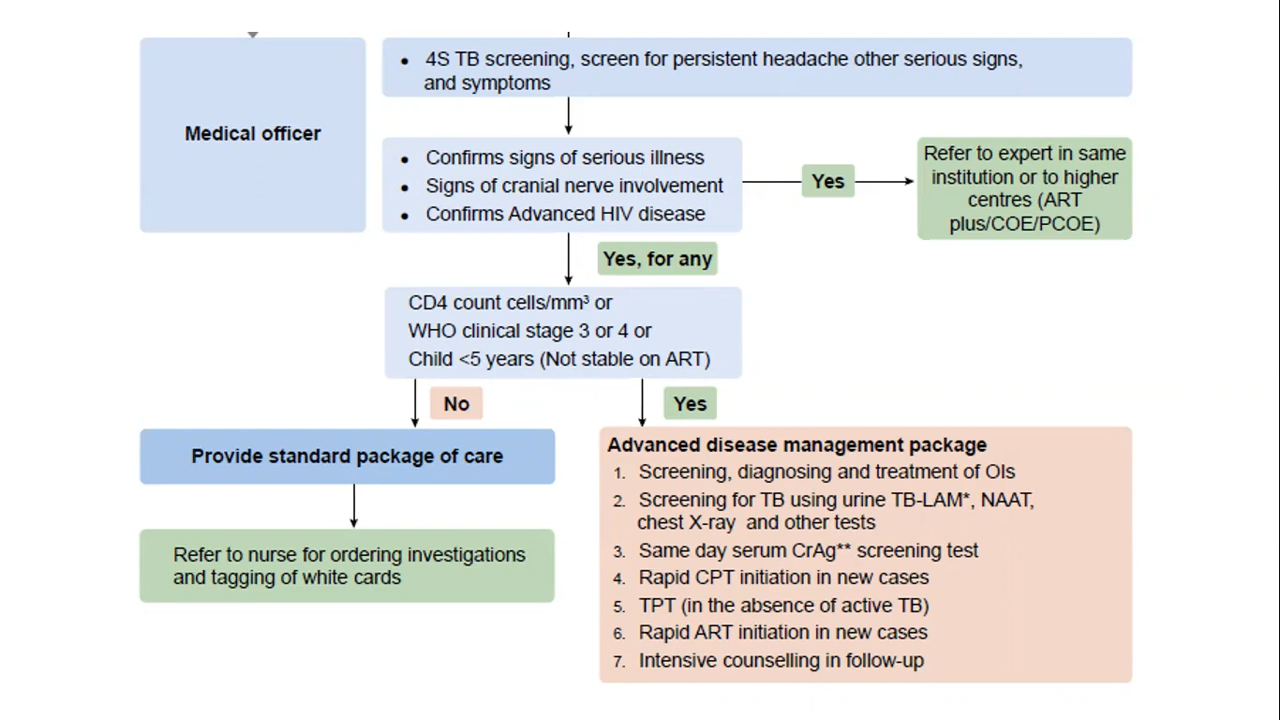 Medical officer
• 4S TB screening, screen for persistent headache other serious signs,
and symptoms
• Confirms signs of serious illness
• Signs of cranial nerve involvement
• Confirms Advanced HIV disease
Yes
Refer to expert in same
institution or to higher
centres (ART
plus/COE/PCOE)
Yes, for any
CD4 count cells/mm³ or
WHO clinical stage 3 or 4 or
Child <5 years (Not stable on ART)
No
Yes
Provide standard package of care
Refer to nurse for ordering investigations
and tagging of white cards
Advanced disease management package
1. Screening, diagnosing and treatment of OIs
2. Screening for TB using urine TB-LAM*, NAAT,
chest X-ray and other tests
3. Same day serum CrAg** screening test
4. Rapid CPT initiation in new cases
5. TPT (in the absence of active TB)
6. Rapid ART initiation in new cases
7. Intensive counselling in follow-up